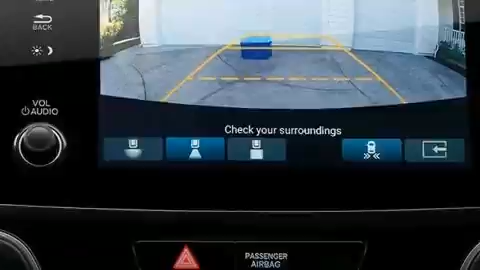 BACK
VOL
AUDIO
Check your surroundings
PASSENGER
AIRBAG